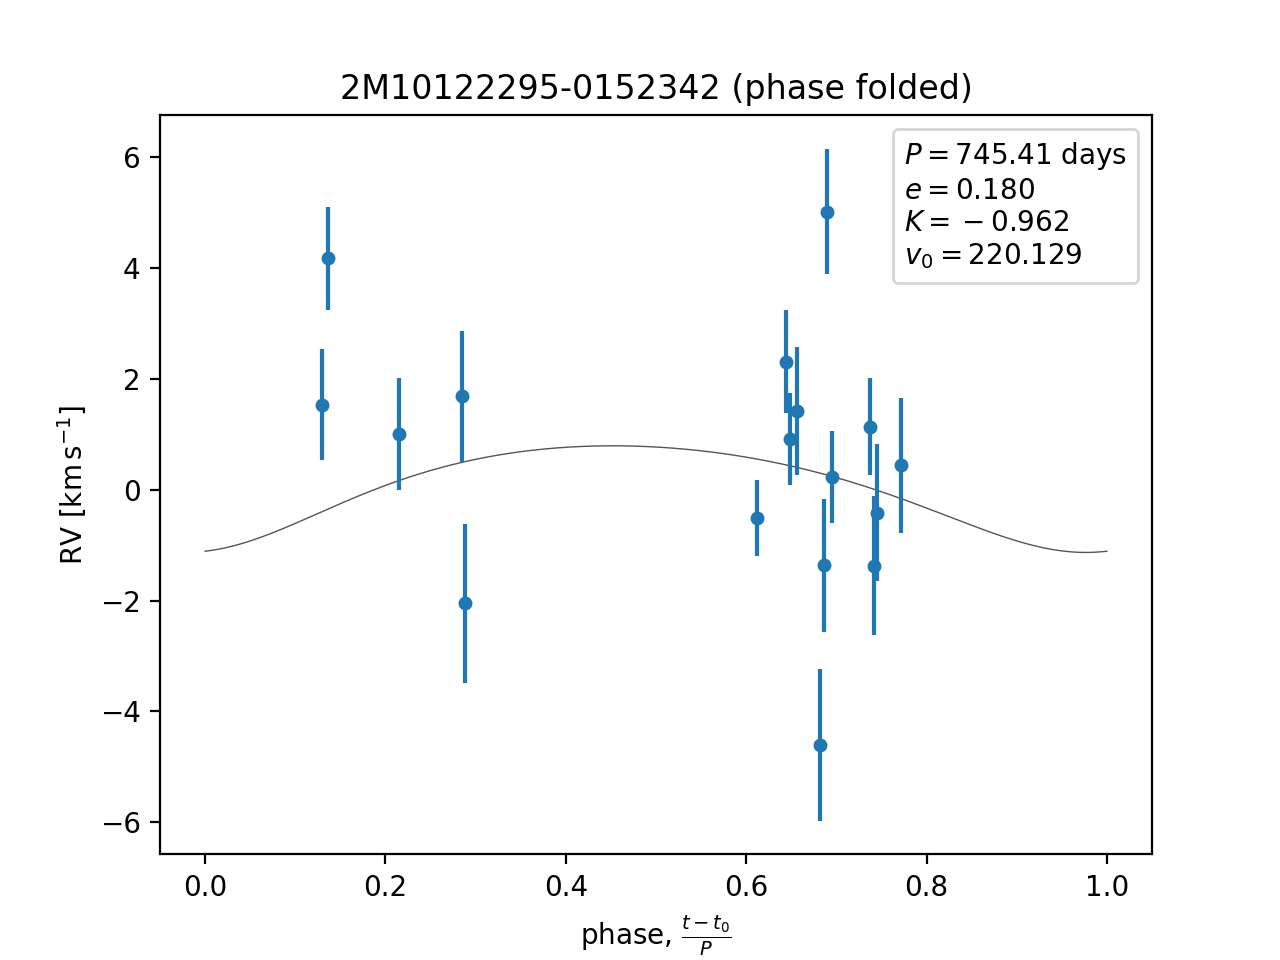 2M10122295-0152342 (phase folded)
P = 745.41 days
e = 0.180
K = −0.962
v₀ = 220.129
6
4
2
0
−2
−4
−6
RV [km s⁻¹]
0.0 0.2 0.4 0.6 0.8 1.0
phase, (t − t₀)/P